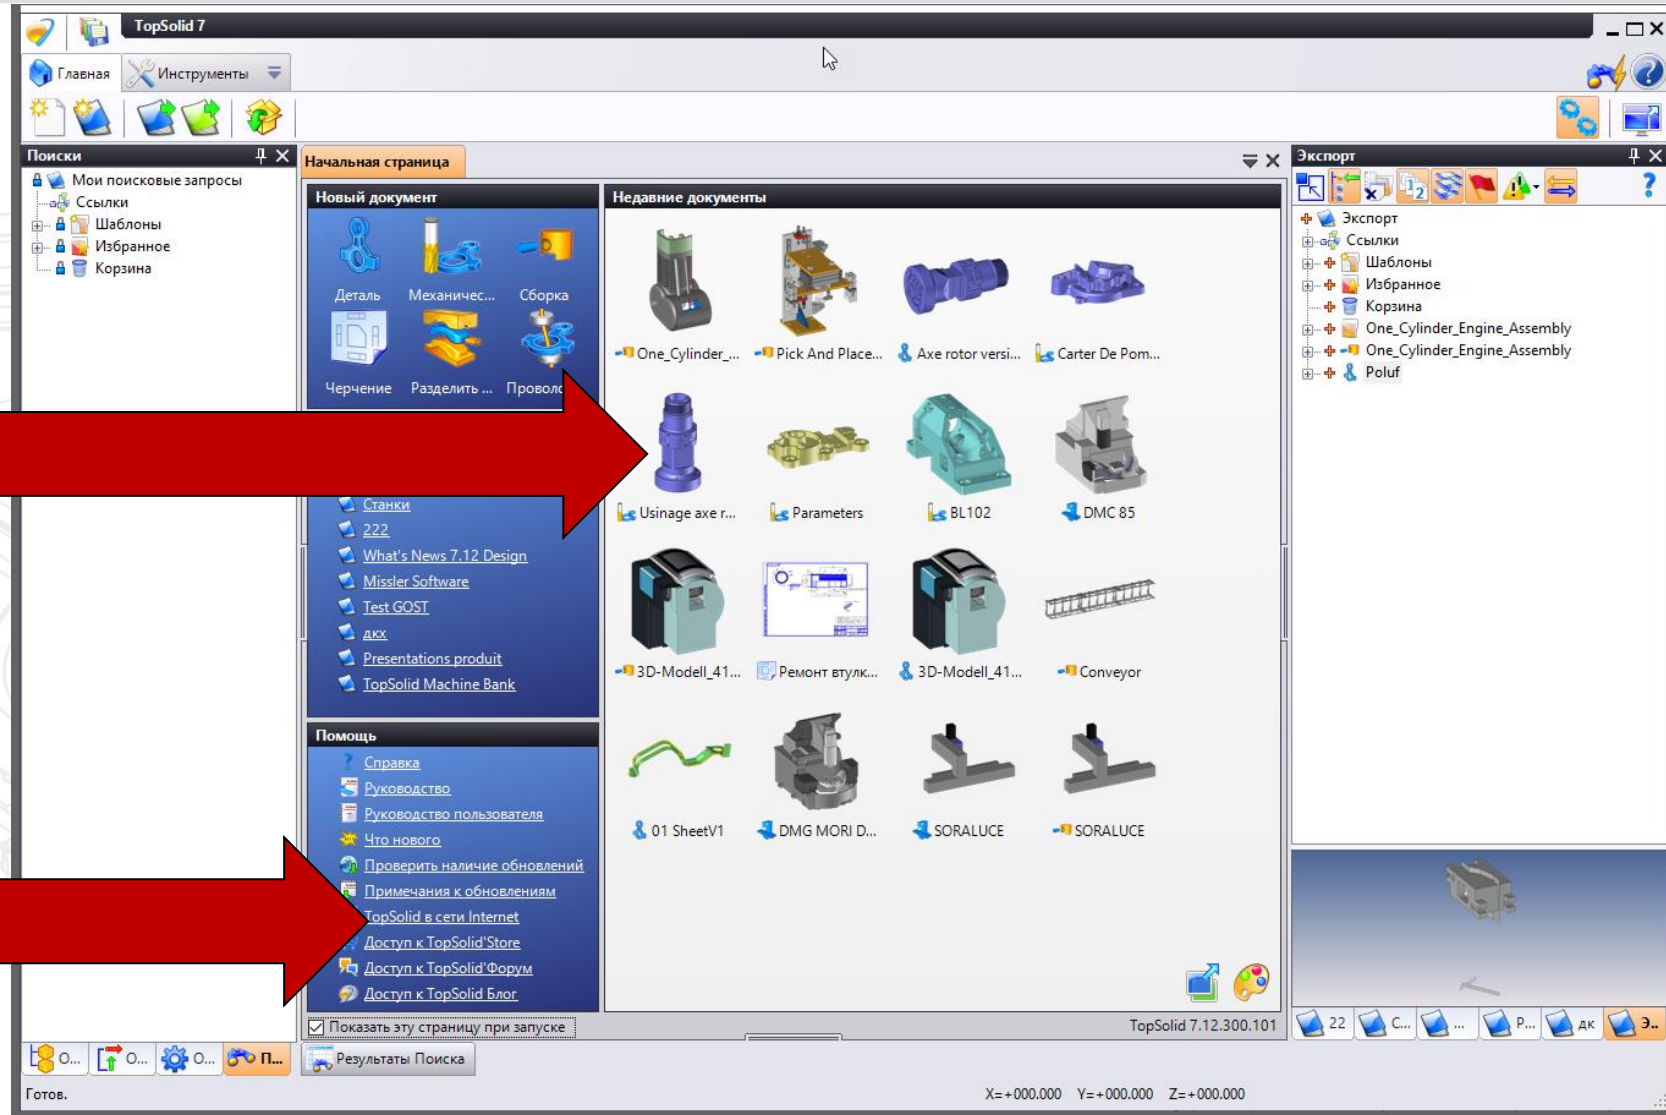 TopSolid 7
Главная
Инструменты
Поиски
Мои поисковые запросы
Ссылки
Шаблоны
Избранное
Корзина
Начальная страница
Новый документ
Деталь
Механичес...
Сборка
Черчение
Разделить ...
Станки
222
What's News 7.12 Design
Missler Software
Test GOST
дкх
Presentations produit
TopSolid Machine Bank
Помощь
Справка
Руководство
Руководство пользователя
Что нового
Проверить наличие обновлений
Примечания к обновлениям
TopSolid в сети Internet
Доступ к TopSolid'Store
Доступ к TopSolid'Форум
Доступ к TopSolid Блог
Показать эту страницу при запуске
Недавние документы
One_Cylinder_...
Pick And Place...
Axe rotor versi...
Carter De Pom...
Usinage axe r...
Parameters
BL102
DMC 85
3D-Modell_41...
Ремонт втулк...
3D-Modell_41...
Conveyor
01 SheetV1
DMG MORI D...
SORALUCE
SORALUCE
TopSolid 7.12.300.101
Экспорт
Экспорт
Ссылки
Шаблоны
Избранное
Корзина
One_Cylinder_Engine_Assembly
One_Cylinder_Engine_Assembly
Poluf
22
С...
...
Р...
дк
Э..
О...
О...
О...
П...
Результаты Поиска
Готов.
X=+000.000 Y=+000.000 Z=+000.000